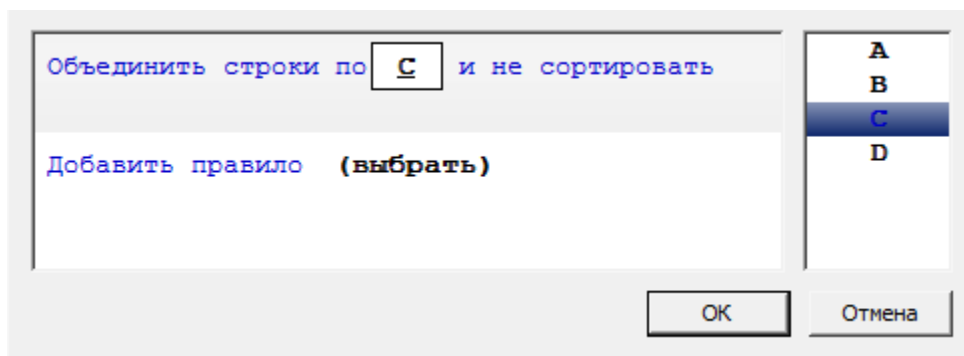 Объединить строки по C и не сортировать
Добавить правило (выбрать)
A
B
C
D
OK
Отмена